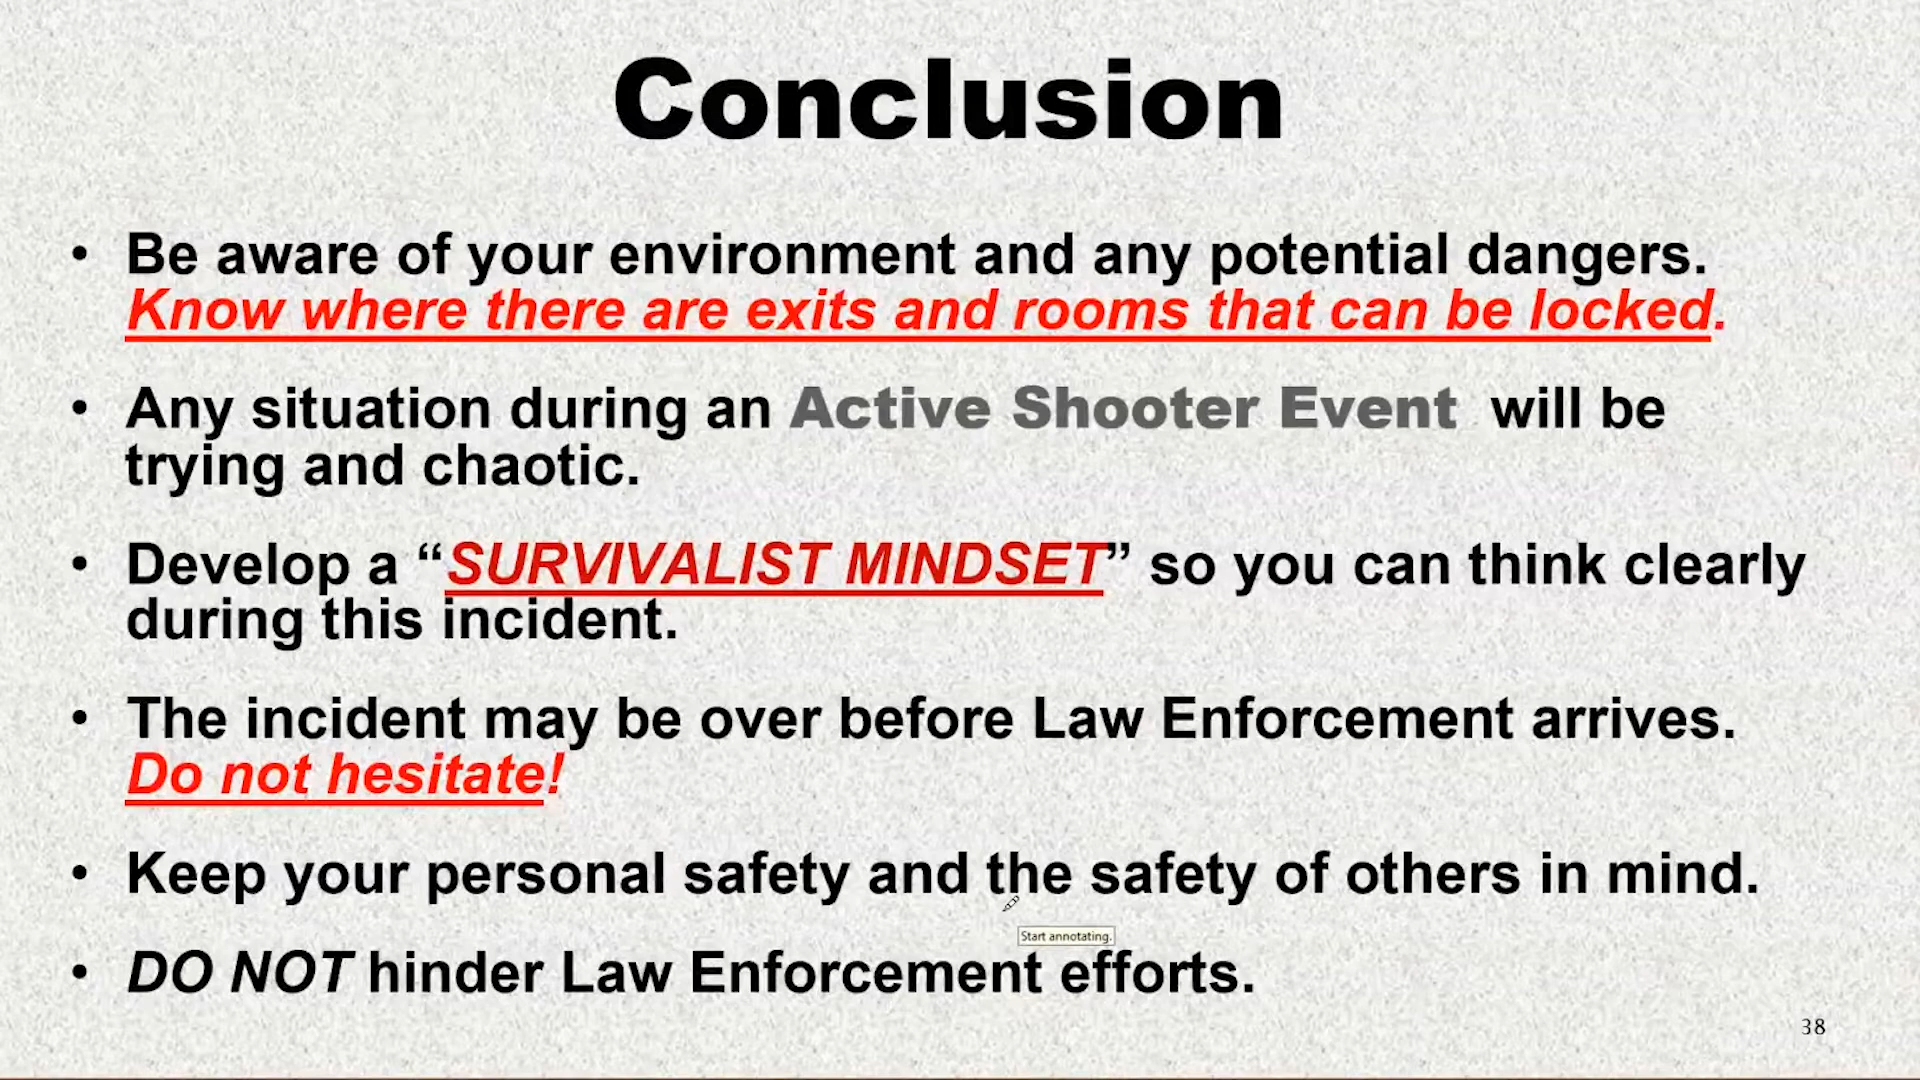 Conclusion
• Be aware of your environment and any potential dangers.
Know where there are exits and rooms that can be locked.
• Any situation during an Active Shooter Event will be
trying and chaotic.
• Develop a “SURVIVALIST MINDSET” so you can think clearly
during this incident.
• The incident may be over before Law Enforcement arrives.
Do not hesitate!
• Keep your personal safety and the safety of others in mind.
Start annotating.
• DO NOT hinder Law Enforcement efforts.
38